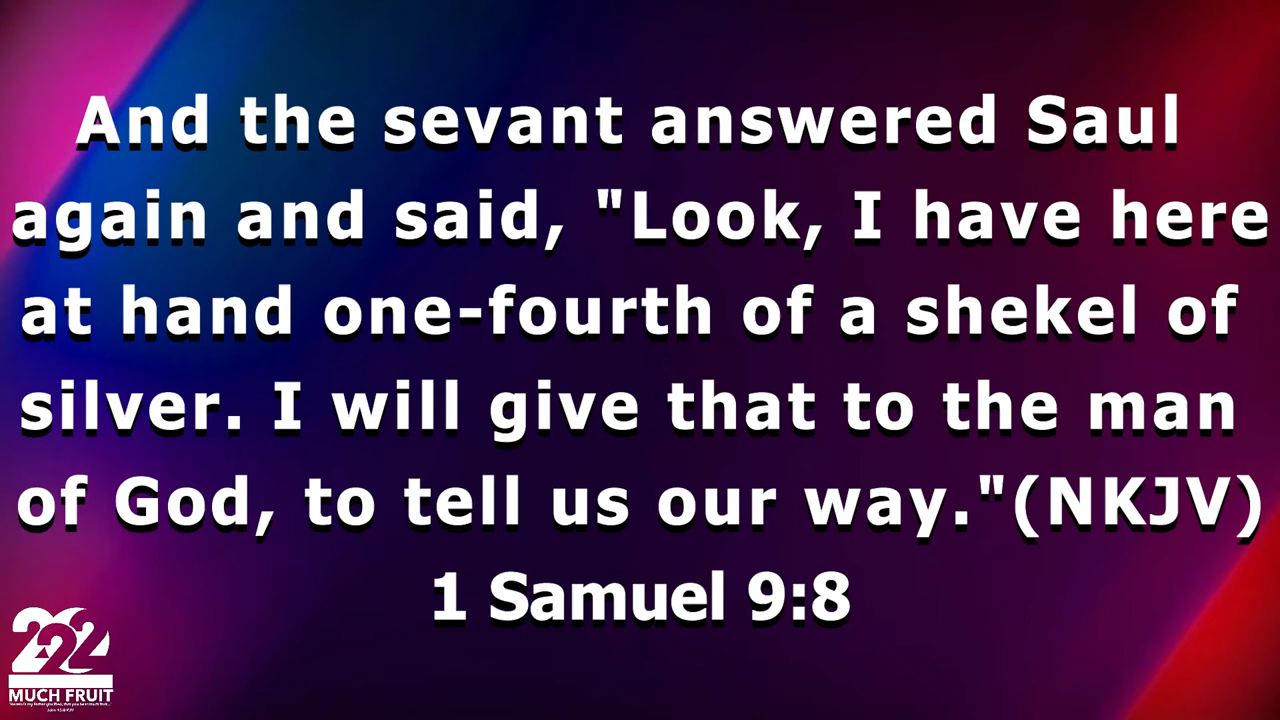 And the sevant answered Saul
again and said, "Look, I have here
at hand one-fourth of a shekel of
silver. I will give that to the man
of God, to tell us our way."(NKJV)
1 Samuel 9:8
MUCH FRUIT